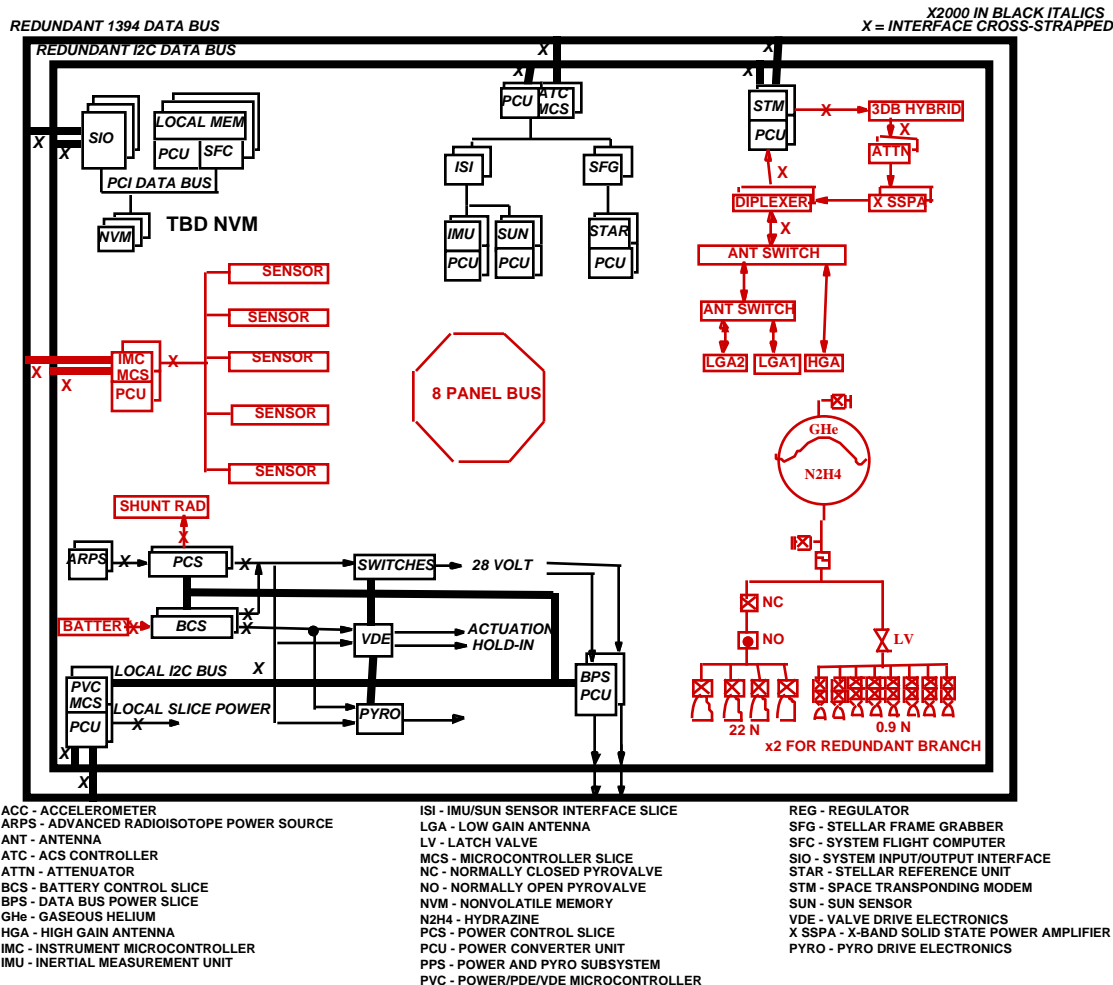 X2000 IN BLACK ITALICS
X = INTERFACE CROSS-STRAPPED
REDUNDANT 1394 DATA BUS
REDUNDANT I2C DATA BUS
X
X
X
X
X
SIO
LOCAL MEM
PCU
SFC
PCI DATA BUS
NVM
TBD NVM
PCU
ATC
MCS
ISI
SFG
IMU
PCU
SUN
PCU
STAR
PCU
X
STM
PCU
X
3DB HYBRID
X
ATTN
X
DIPLEXER
X SSPA
X
ANT SWITCH
ANT SWITCH
LGA2
LGA1
HGA
SENSOR
SENSOR
SENSOR
SENSOR
SENSOR
X
X
IMC
MCS
PCU
X
8 PANEL BUS
GHe
N2H4
NC
NO
LV
22 N
0.9 N
x2 FOR REDUNDANT BRANCH
SHUNT RAD
X
ARPS
X
PCS
X
SWITCHES
28 VOLT
BATTER
X
BCS
X
X
VDE
ACTUATION
HOLD-IN
LOCAL I2C BUS
X
PVC
MCS
PCU
LOCAL SLICE POWER
X
PYRO
BPS
PCU
X
X
ACC - ACCELEROMETER
ARPS - ADVANCED RADIOISOTOPE POWER SOURCE
ANT - ANTENNA
ATC - ACS CONTROLLER
ATTN - ATTENUATOR
BCS - BATTERY CONTROL SLICE
BPS - DATA BUS POWER SLICE
GHe - GASEOUS HELIUM
HGA - HIGH GAIN ANTENNA
IMC - INSTRUMENT MICROCONTROLLER
IMU - INERTIAL MEASUREMENT UNIT
ISI - IMU/SUN SENSOR INTERFACE SLICE
LGA - LOW GAIN ANTENNA
LV - LATCH VALVE
MCS - MICROCONTROLLER SLICE
NC - NORMALLY CLOSED PYROVALVE
NO - NORMALLY OPEN PYROVALVE
NVM - NONVOLATILE MEMORY
N2H4 - HYDRAZINE
PCS - POWER CONTROL SLICE
PCU - POWER CONVERTER UNIT
PPS - POWER AND PYRO SUBSYSTEM
PVC - POWER/PDE/VDE MICROCONTROLLER
REG - REGULATOR
SFG - STELLAR FRAME GRABBER
SFC - SYSTEM FLIGHT COMPUTER
SIO - SYSTEM INPUT/OUTPUT INTERFACE
STAR - STELLAR REFERENCE UNIT
STM - SPACE TRANSPONDING MODEM
SUN - SUN SENSOR
VDE - VALVE DRIVE ELECTRONICS
X SSPA - X-BAND SOLID STATE POWER AMPLIFIER
PYRO - PYRO DRIVE ELECTRONICS